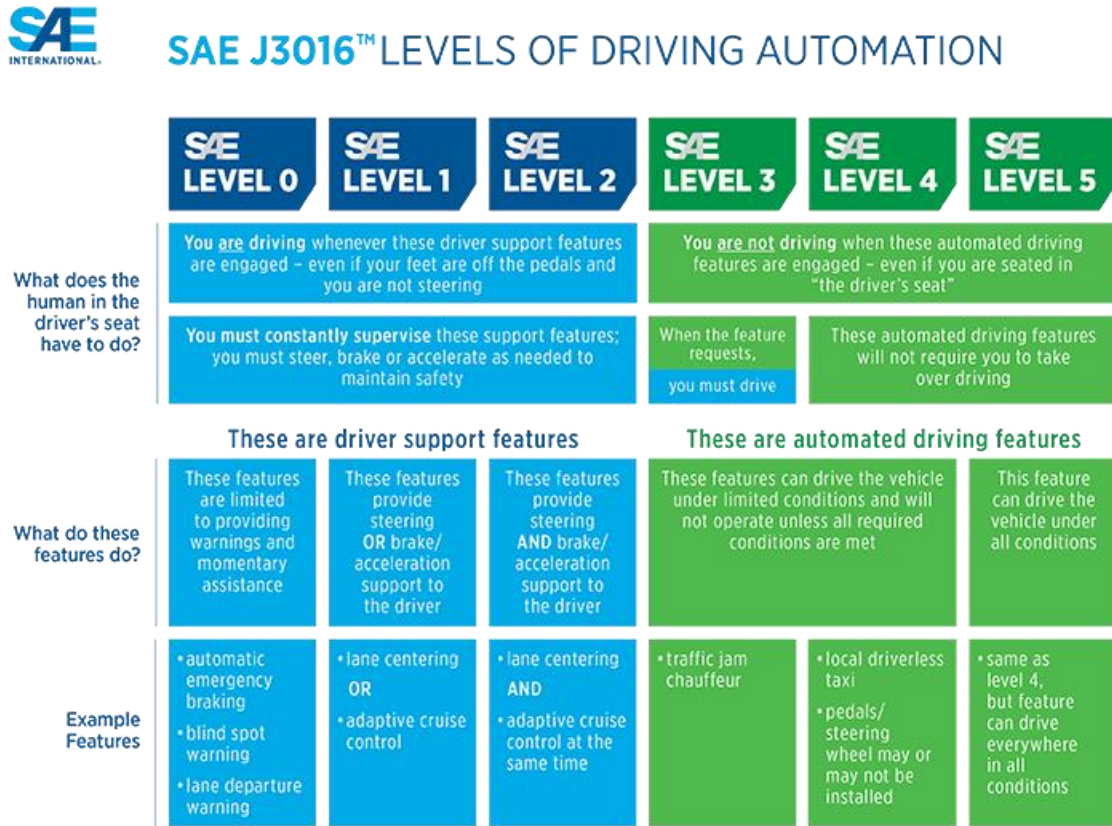 SAE
INTERNATIONAL®
SAE J3016™ LEVELS OF DRIVING AUTOMATION
SAE
LEVEL 0
SAE
LEVEL 1
SAE
LEVEL 2
SAE
LEVEL 3
SAE
LEVEL 4
SAE
LEVEL 5
What does the
human in the
driver's seat
have to do?
You are driving whenever these driver support features
are engaged – even if your feet are off the pedals and
you are not steering
You are not driving when these automated driving
features are engaged – even if you are seated in
"the driver's seat"
You must constantly supervise these support features;
you must steer, brake or accelerate as needed to
maintain safety
When the feature
requests,
you must drive
These automated driving features
will not require you to take
over driving
These are driver support features
These are automated driving features
What do these
features do?
These features
are limited
to providing
warnings and
momentary
assistance
These features
provide
steering
OR brake/
acceleration
support to
the driver
These features
provide
steering
AND brake/
acceleration
support to
the driver
These features can drive the vehicle
under limited conditions and will
not operate unless all required
conditions are met
This feature
can drive the
vehicle under
all conditions
Example
Features
• automatic
emergency
braking
• blind spot
warning
• lane departure
warning
• lane centering
OR
• adaptive cruise
control
• lane centering
AND
• adaptive cruise
control at the
same time
• traffic jam
chauffeur
• local driverless
taxi
• pedals/
steering
wheel may or
may not be
installed
• same as
level 4,
but feature
can drive
everywhere
in all
conditions